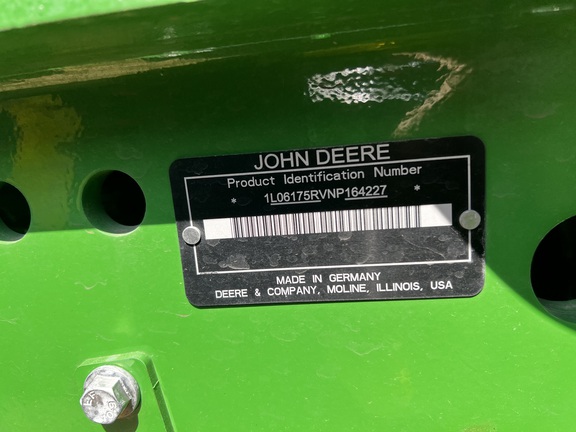 JOHN DEERE
Product Identification Number
* 1L06175RVNP164227 *
MADE IN GERMANY
DEERE & COMPANY, MOLINE, ILLINOIS, USA